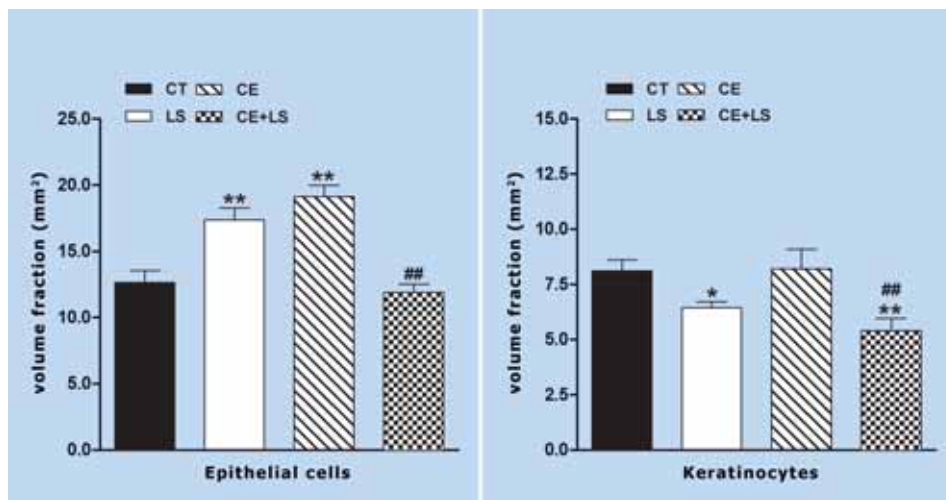 CT CE
LS CE+LS
25.0
20.0
15.0
10.0
5.0
0.0
volume fraction (mm²)
**
**
##
Epithelial cells
CT CE
LS CE+LS
15.0
12.5
10.0
7.5
5.0
2.5
0.0
volume fraction (mm²)
*
##
**
Keratinocytes